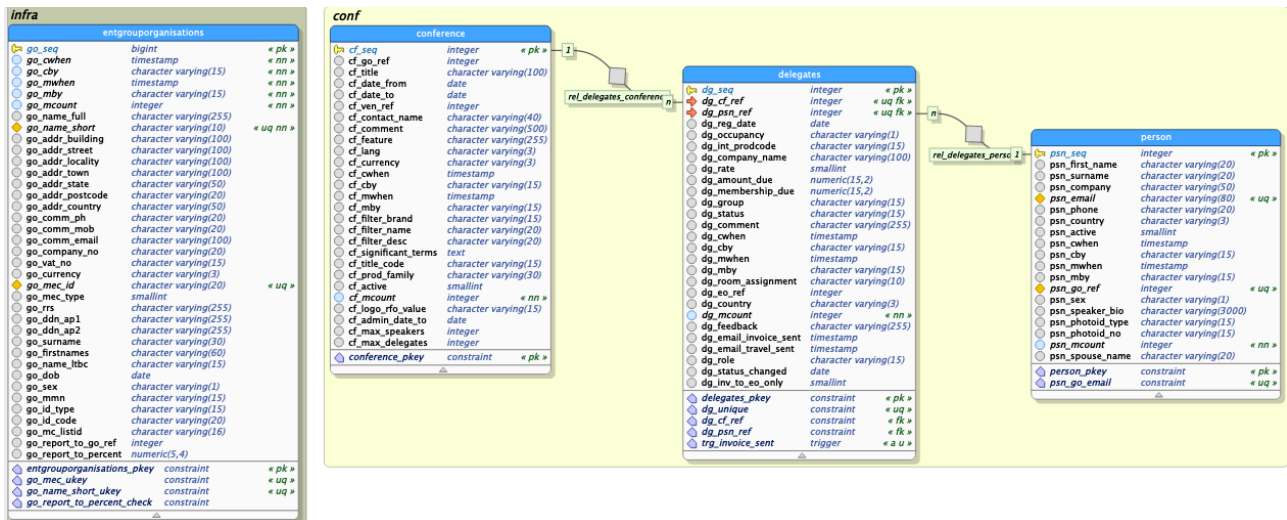 infra
entgrouporganisations
go_seq bigint « pk »
go_cwhen timestamp « nn »
go_cby character varying(15) « nn »
go_mwhen timestamp « nn »
go_mby character varying(15) « nn »
go_mcount integer « nn »
go_name_full character varying(255)
go_name_short character varying(10) « uq nn »
go_addr_building character varying(100)
go_addr_street character varying(100)
go_addr_locality character varying(100)
go_addr_town character varying(100)
go_addr_state character varying(50)
go_addr_postcode character varying(20)
go_addr_country character varying(50)
go_comm_ph character varying(20)
go_comm_mob character varying(20)
go_comm_email character varying(100)
go_company_no character varying(20)
go_vat_no character varying(15)
go_currency character varying(3)
go_mec_id character varying(20) « uq »
go_mec_type smallint
go_rrs character varying(255)
go_ddn_ap1 character varying(255)
go_ddn_ap2 character varying(255)
go_surname character varying(30)
go_firstnames character varying(60)
go_name_ltbc character varying(15)
go_dob date
go_sex character varying(1)
go_mmn character varying(15)
go_id_type character varying(15)
go_id_code character varying(20)
go_mc_listid character varying(16)
go_report_to_go_ref integer
go_report_to_percent numeric(5,4)
entgrouporganisations_pkey constraint « pk »
go_mec_ukey constraint « uq »
go_name_short_ukey constraint « uq »
go_report_to_percent_check constraint
conf
conference
cf_seq integer « pk »
cf_go_ref integer
cf_title character varying(100)
cf_date_from date
cf_date_to date
cf_ven_ref integer
cf_contact_name character varying(40)
cf_comment character varying(500)
cf_feature character varying(255)
cf_lang character varying(3)
cf_currency character varying(3)
cf_cwhen timestamp
cf_cby character varying(15)
cf_mwhen timestamp
cf_mby character varying(15)
cf_filter_brand character varying(15)
cf_filter_name character varying(20)
cf_filter_desc character varying(20)
cf_significant_terms text
cf_title_code character varying(15)
cf_prod_family character varying(30)
cf_active smallint
cf_mcount integer « nn »
cf_logo_rfo_value character varying(15)
cf_admin_date_to date
cf_max_speakers integer
cf_max_delegates integer
conference_pkey constraint « pk »
1
rel_delegates_conferenc
n
delegates
dg_seq integer « pk »
dg_cf_ref integer « uq fk »
dg_psn_ref integer « uq fk »
dg_reg_date date
dg_occupancy character varying(1)
dg_int_prodcode character varying(15)
dg_company_name character varying(100)
dg_rate smallint
dg_amount_due numeric(15,2)
dg_membership_due numeric(15,2)
dg_group character varying(15)
dg_status character varying(15)
dg_comment character varying(255)
dg_cwhen timestamp
dg_cby character varying(15)
dg_mwhen timestamp
dg_mby character varying(15)
dg_room_assignment character varying(10)
dg_eo_ref integer
dg_country character varying(3)
dg_mcount integer « nn »
dg_feedback character varying(255)
dg_email_invoice_sent timestamp
dg_email_travel_sent timestamp
dg_role character varying(15)
dg_status_changed date
dg_inv_to_eo_only smallint
delegates_pkey constraint « pk »
dg_unique constraint « uq »
dg_cf_ref constraint « fk »
dg_psn_ref constraint « fk »
trg_invoice_sent trigger « a u »
n
rel_delegates_perso
1
person
psn_seq integer « pk »
psn_first_name character varying(20)
psn_surname character varying(20)
psn_company character varying(50)
psn_email character varying(80) « uq »
psn_phone character varying(20)
psn_country character varying(3)
psn_active smallint
psn_cwhen timestamp
psn_cby character varying(15)
psn_mwhen timestamp
psn_mby character varying(15)
psn_go_ref integer « uq »
psn_sex character varying(1)
psn_speaker_bio character varying(3000)
psn_photoid_type character varying(15)
psn_photoid_no character varying(15)
psn_mcount integer « nn »
psn_spouse_name character varying(20)
person_pkey constraint « pk »
psn_go_email constraint « uq »